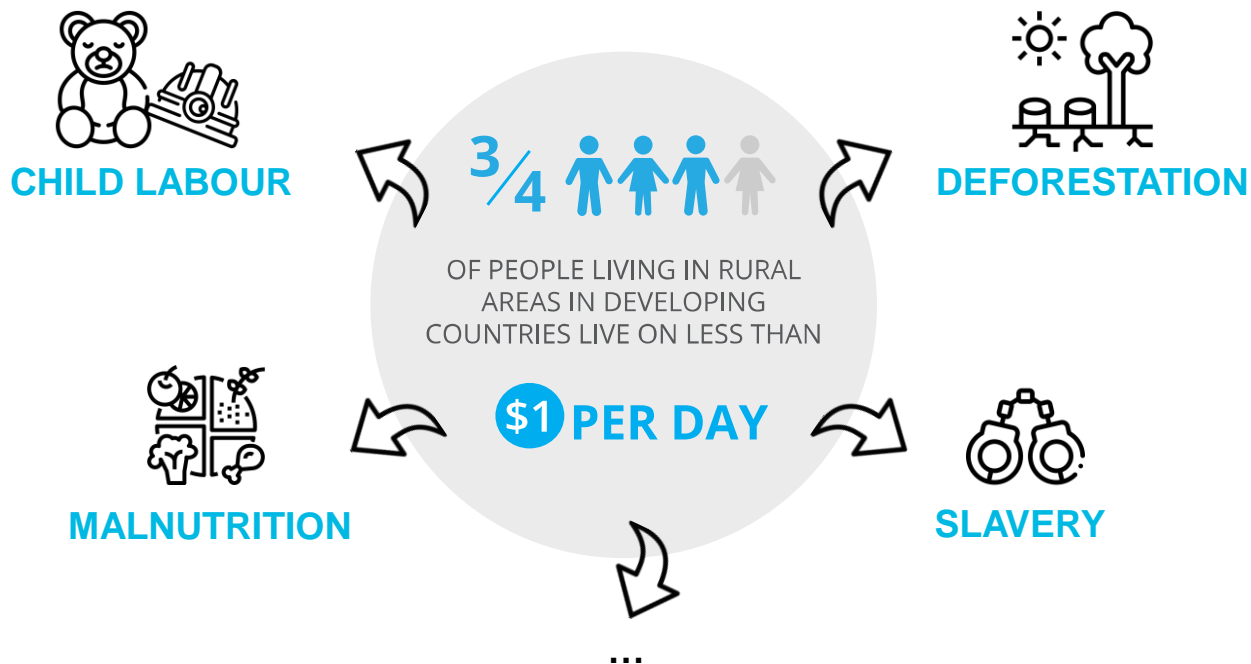 CHILD LABOUR
DEFORESTATION
3/4
OF PEOPLE LIVING IN RURAL
AREAS IN DEVELOPING
COUNTRIES LIVE ON LESS THAN
$1 PER DAY
MALNUTRITION
SLAVERY
...